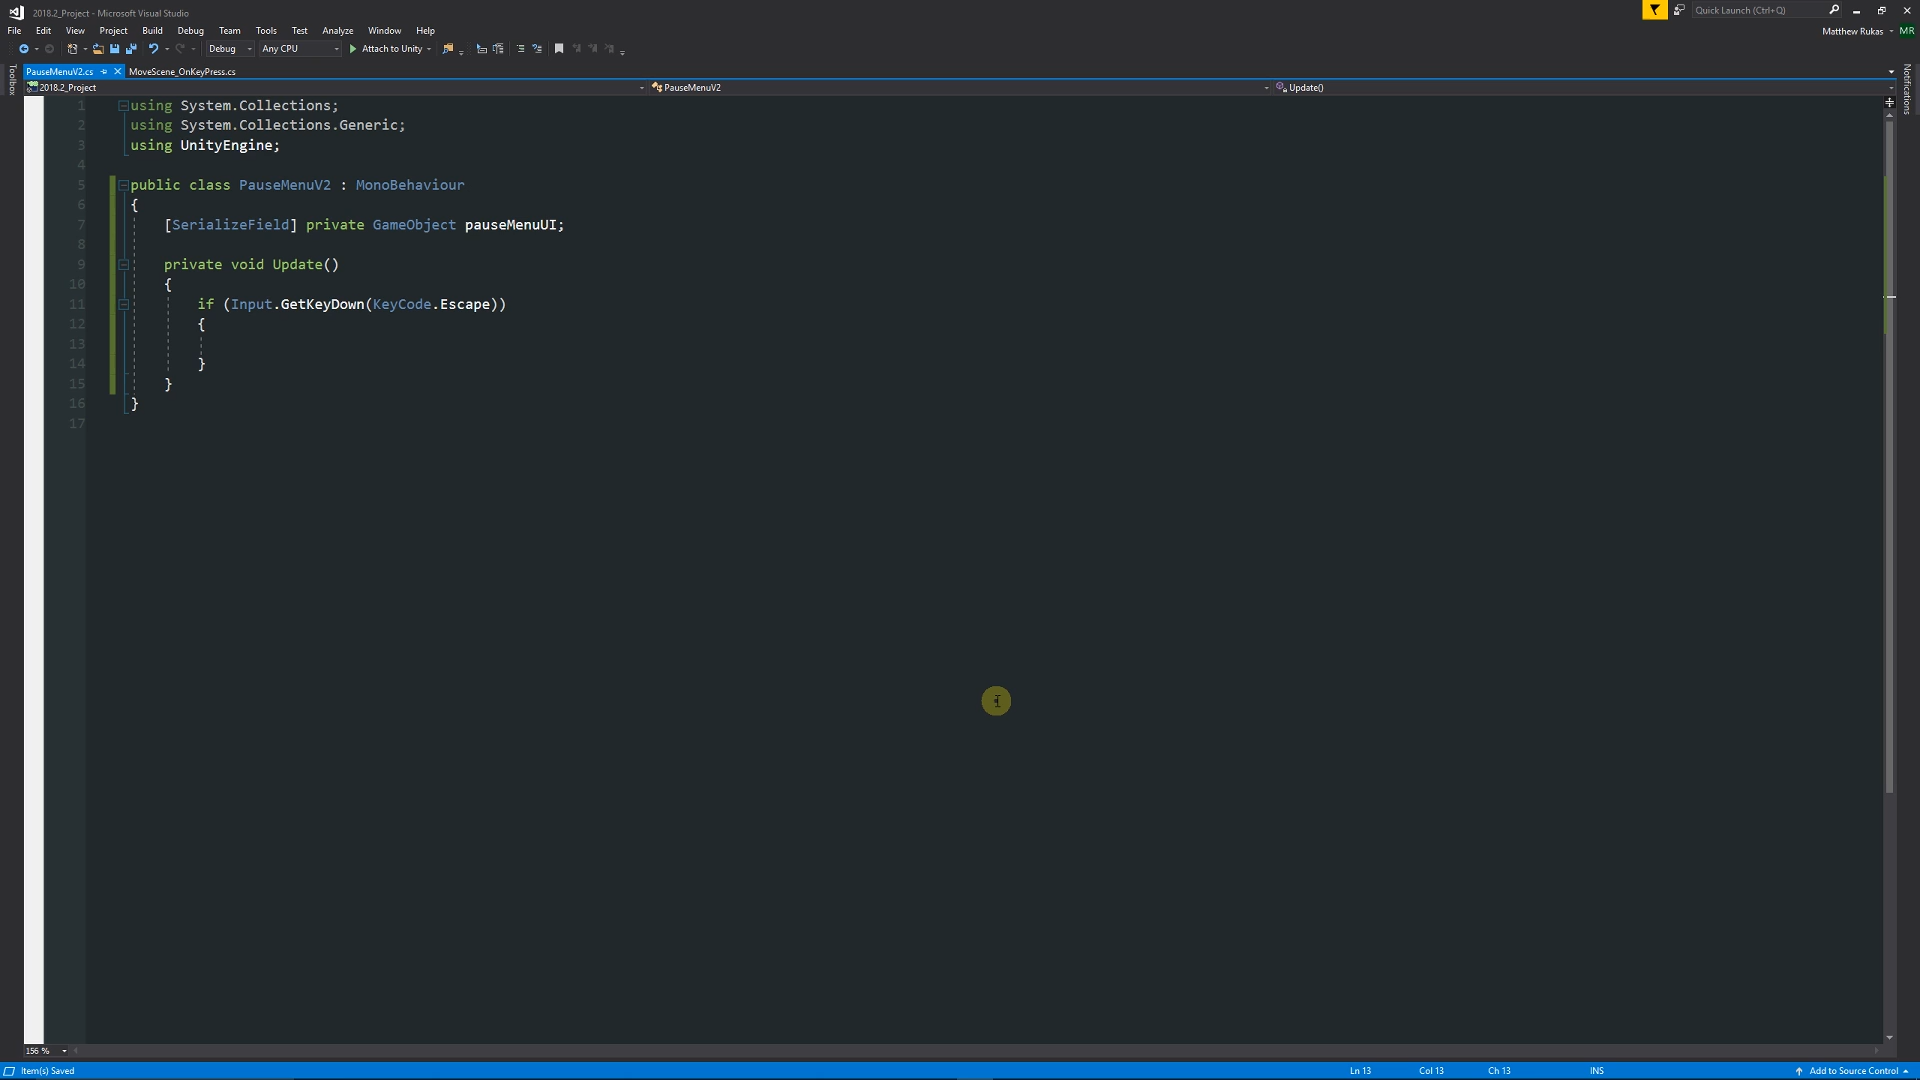 2018.2_Project - Microsoft Visual Studio
Quick Launch (Ctrl+Q)
File Edit View Project Build Debug Team Tools Test Analyze Window Help
Matthew Rukas MR
Debug Any CPU Attach to Unity
Toolbox
PauseMenuV2.cs MoveScene_OnKeyPress.cs
Notifications
2018.2_Project PauseMenuV2 Update()
1 using System.Collections;
2 using System.Collections.Generic;
3 using UnityEngine;
4
5 public class PauseMenuV2 : MonoBehaviour
6 {
7 [SerializeField] private GameObject pauseMenuUI;
8
9 private void Update()
10 {
11 if (Input.GetKeyDown(KeyCode.Escape))
12 {
13
14 }
15 }
16 }
17
156 %
Item(s) Saved Ln 13 Col 13 Ch 13 INS Add to Source Control